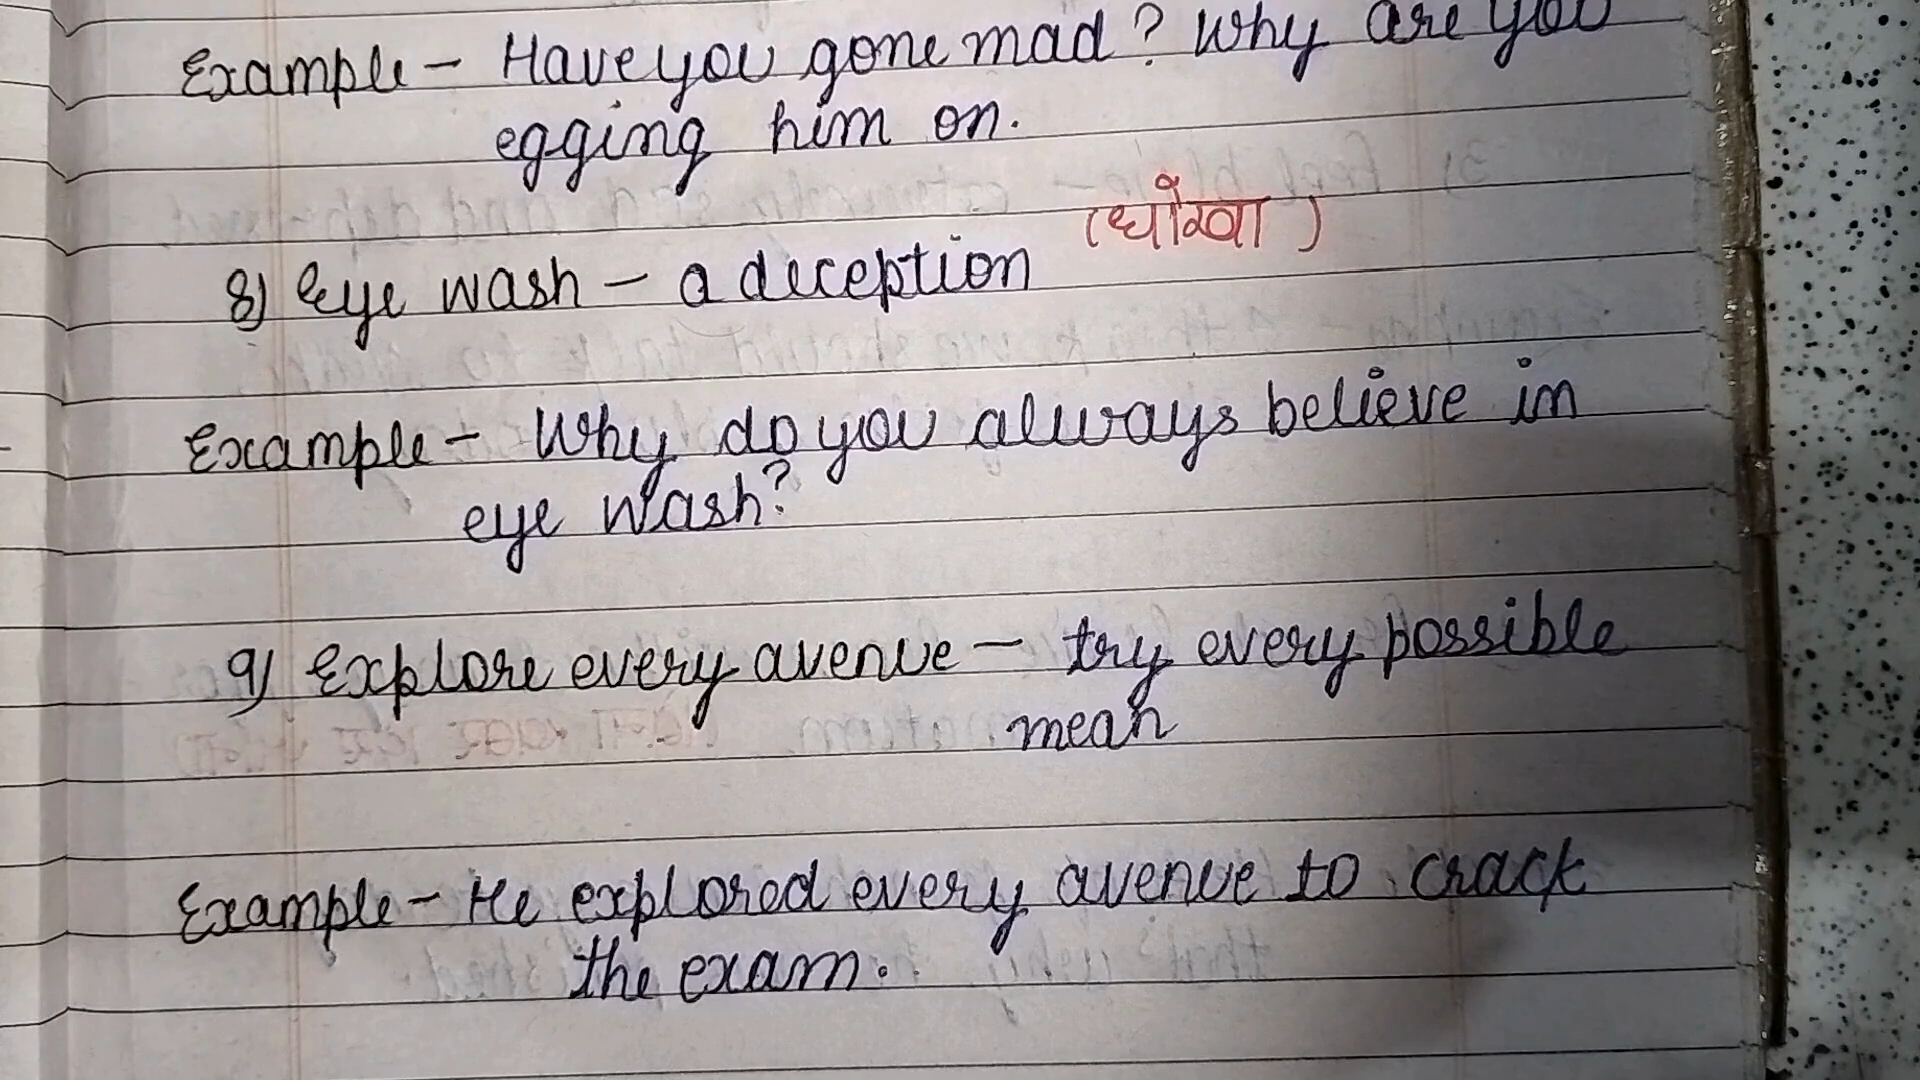 Example - Have you gone mad? Why are you
egging him on.
(धोखा)
8) Eye wash - a deception
Example - Why do you always believe in
eye wash?
9) Explore every avenue - try every possible
mean
Example - He explored every avenue to crack
the exam.